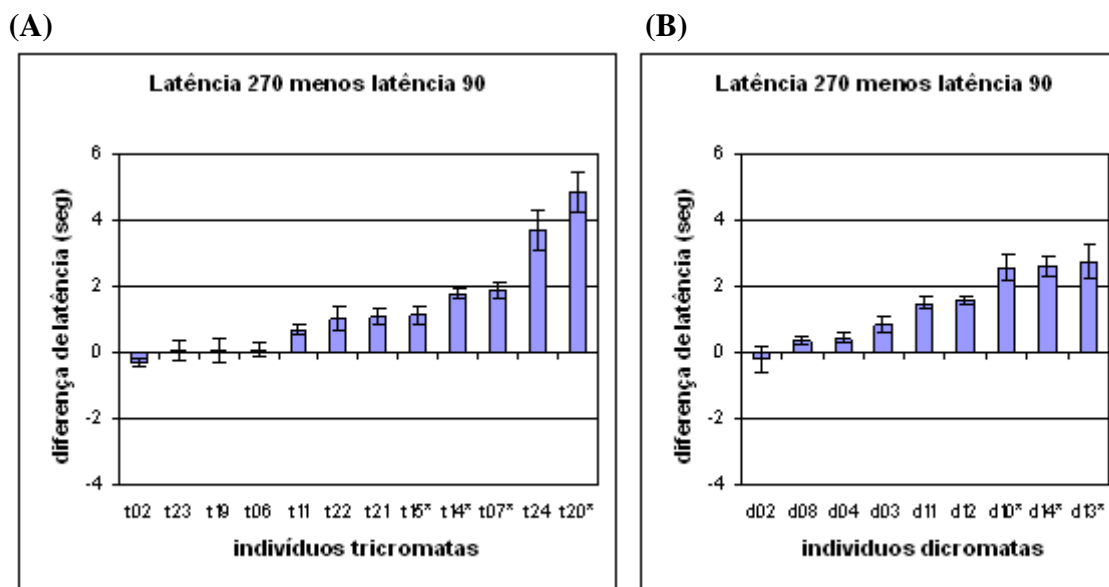 (A)
Latência 270 menos latência 90
diferença de latência (seg)
6
4
2
0
-2
-4
t02 t23 t19 t06 t11 t22 t21 t15* t14* t07* t24 t20*
indivíduos tricromatas
(B)
Latência 270 menos latência 90
diferença de latência (seg)
6
4
2
0
-2
-4
d02 d08 d04 d03 d11 d12 d10* d14* d13*
individuos dicromatas